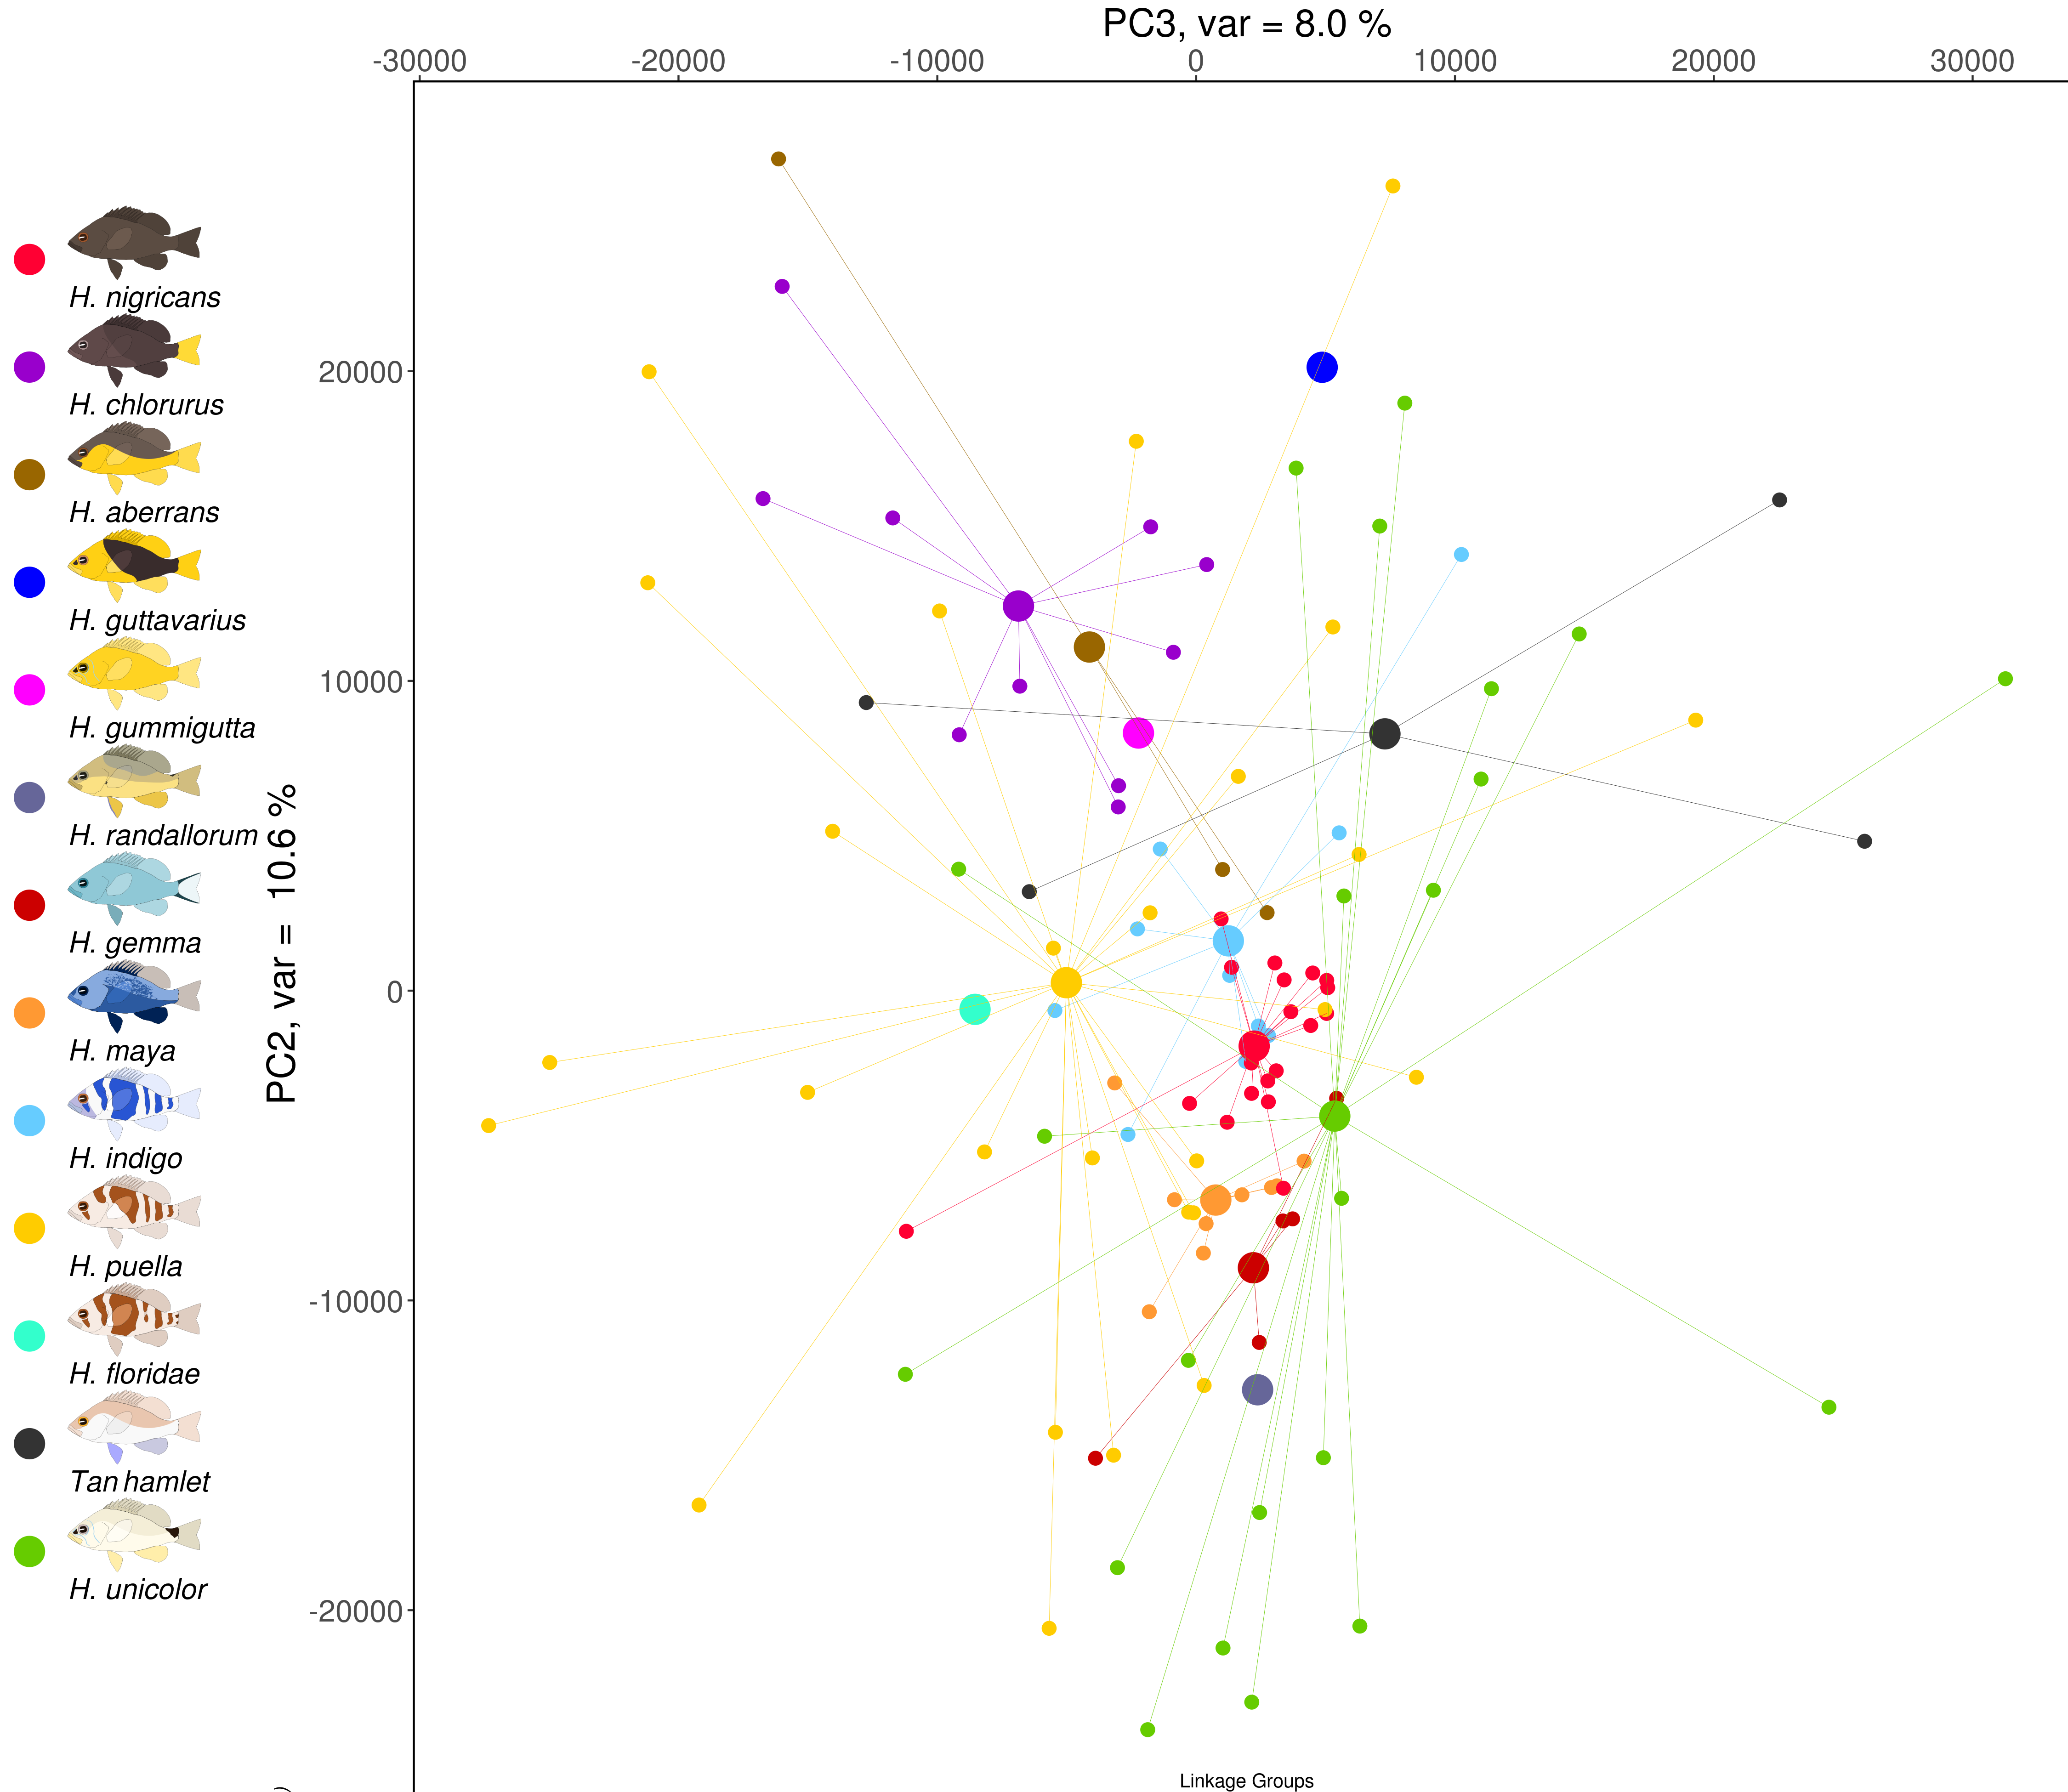 PC3, var = 8.0 %
-30000 -20000 -10000 0 10000 20000 30000
H. nigricans
H. chlorurus
H. aberrans
H. guttavarius
H. gummigutta
H. randallorum
H. gemma
H. maya
H. indigo
H. puella
H. floridae
Tan hamlet
H. unicolor
PC2, var = 10.6 %
20000
10000
0
-10000
-20000
Linkage Groups
)